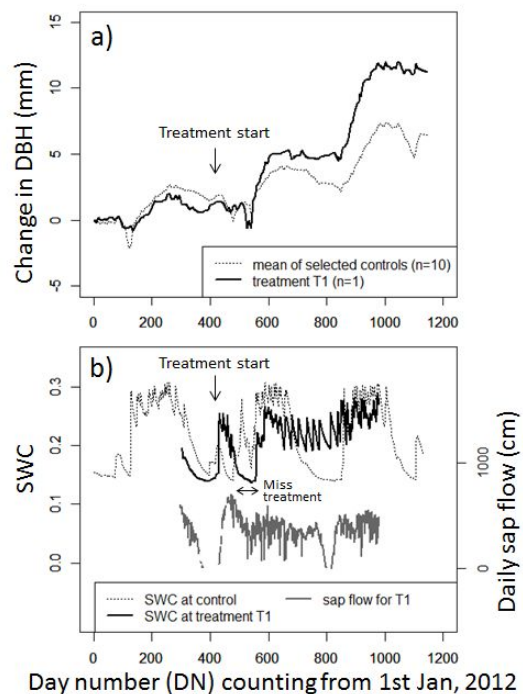 a)
Change in DBH (mm)
15
10
5
0
-5
Treatment start
mean of selected controls (n=10)
treatment T1 (n=1)
0 200 400 600 800 1000 1200
b)
SWC
0.3
0.2
0.1
0.0
Treatment start
Miss
treatment
1000
0
Daily sap flow (cm)
SWC at control
SWC at treatment T1
sap flow for T1
0 200 400 600 800 1000 1200
Day number (DN) counting from 1st Jan, 2012